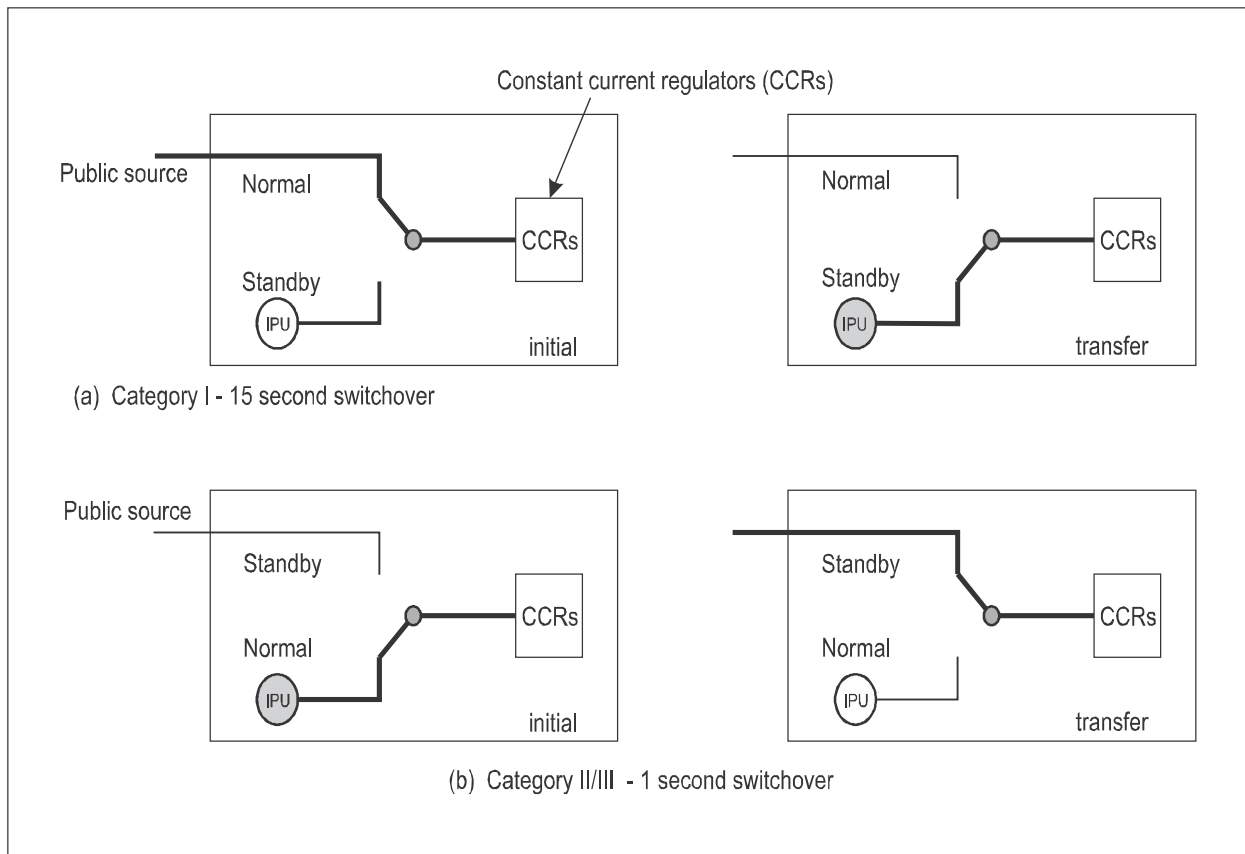 Constant current regulators (CCRs)
Public source
Normal
CCRs
Standby
IPU
initial
Normal
CCRs
Standby
IPU
transfer
(a) Category I - 15 second switchover
Public source
Standby
CCRs
Normal
IPU
initial
Standby
CCRs
Normal
IPU
transfer
(b) Category II/III - 1 second switchover